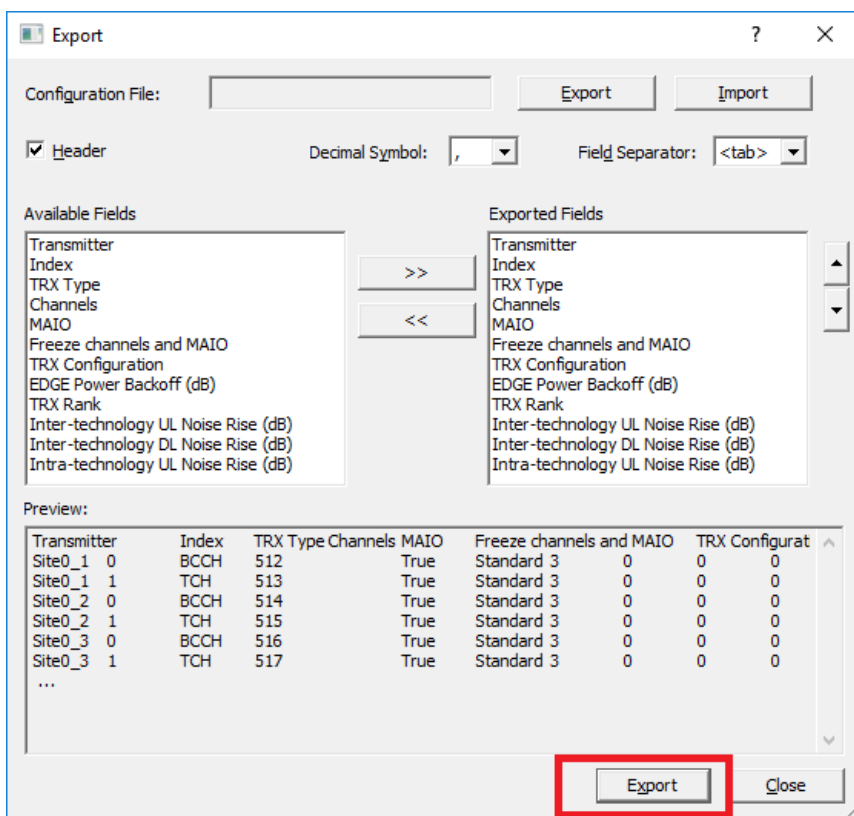 Export ?
Configuration File: Export Import
Header Decimal Symbol: , Field Separator: <tab>
Available Fields Exported Fields
Transmitter Transmitter
Index Index
TRX Type TRX Type
Channels Channels
MAIO MAIO
Freeze channels and MAIO Freeze channels and MAIO
TRX Configuration TRX Configuration
EDGE Power Backoff (dB) EDGE Power Backoff (dB)
TRX Rank TRX Rank
Inter-technology UL Noise Rise (dB) Inter-technology UL Noise Rise (dB)
Inter-technology DL Noise Rise (dB) Inter-technology DL Noise Rise (dB)
Intra-technology UL Noise Rise (dB) Intra-technology UL Noise Rise (dB)
>>
<<
Preview:
Transmitter Index TRX Type Channels MAIO Freeze channels and MAIO TRX Configurat
Site0_1 0 BCCH 512 True Standard 3 0 0 0
Site0_1 1 TCH 513 True Standard 3 0 0 0
Site0_2 0 BCCH 514 True Standard 3 0 0 0
Site0_2 1 TCH 515 True Standard 3 0 0 0
Site0_3 0 BCCH 516 True Standard 3 0 0 0
Site0_3 1 TCH 517 True Standard 3 0 0 0
...
Export Close